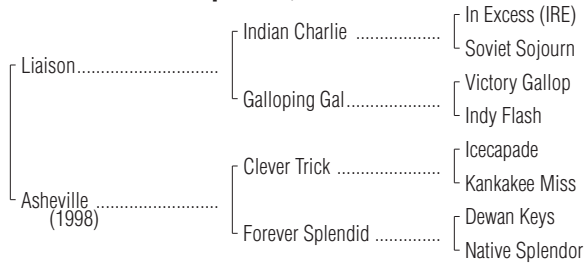 In Excess (IRE)
Indian Charlie ..................
Soviet Sojourn
Liaison..............................
Victory Gallop
Galloping Gal....................
Indy Flash
Icecapade
Clever Trick ......................
Kankakee Miss
Asheville ..........................
(1998)
Dewan Keys
Forever Splendid ..............
Native Splendor